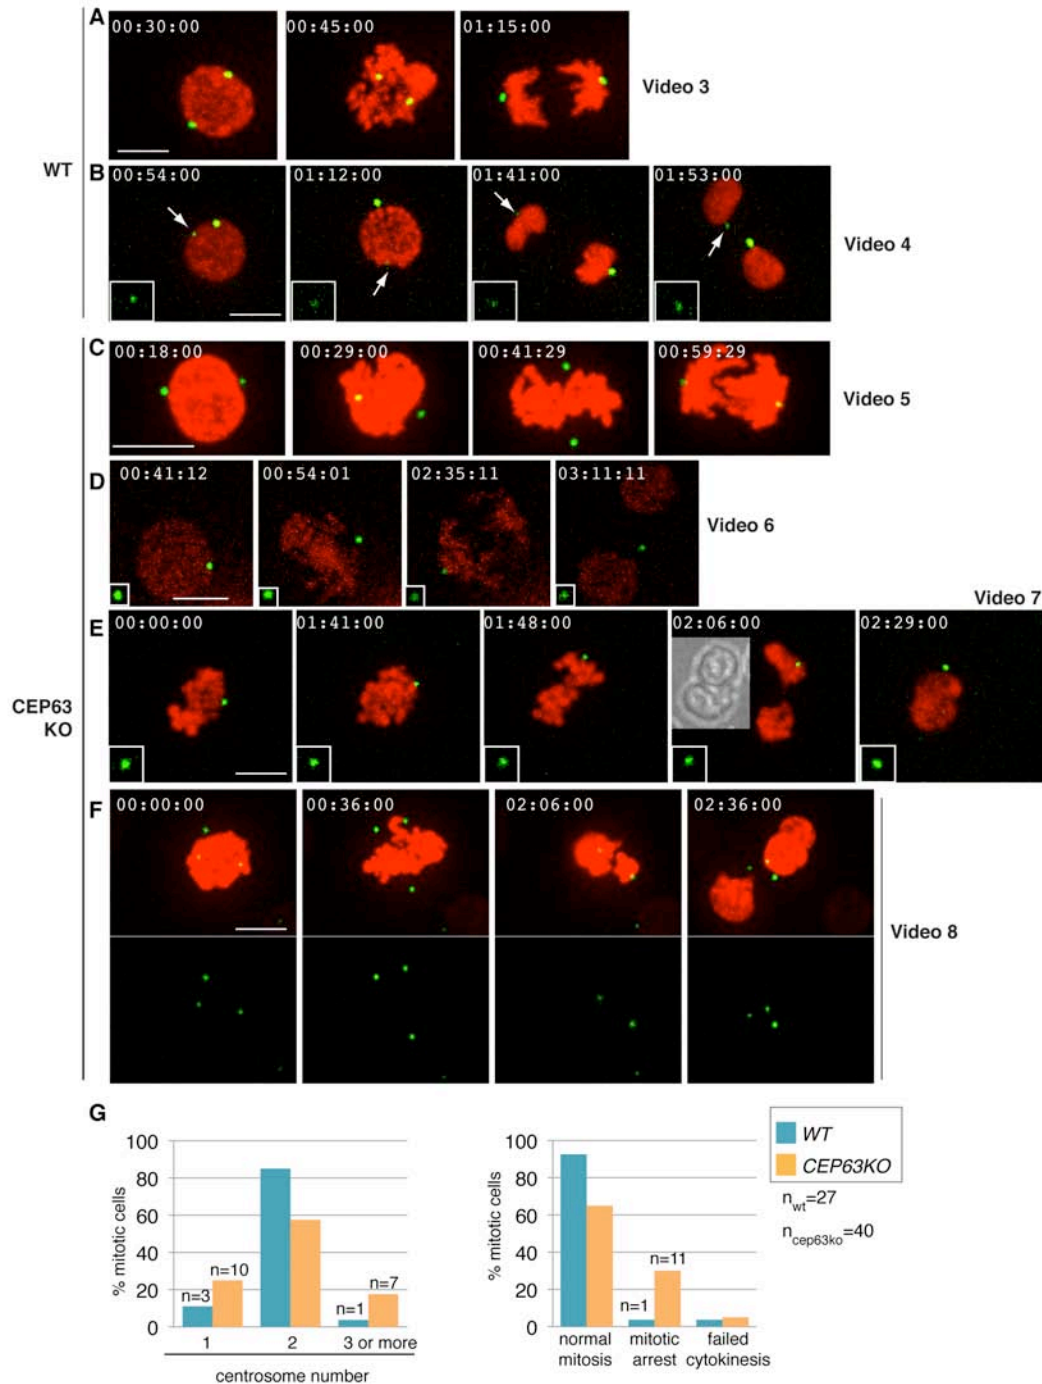 A
00:30:00
00:45:00
01:15:00
Video 3
WT
B
00:54:00
01:12:00
01:41:00
01:53:00
Video 4
C
00:18:00
00:29:00
00:41:29
00:59:29
Video 5
D
00:41:12
00:54:01
02:35:11
03:11:11
Video 6
Video 7
E
00:00:00
01:41:00
01:48:00
02:06:00
02:29:00
CEP63
KO
F
00:00:00
00:36:00
02:06:00
02:36:00
Video 8
G
% mitotic cells
100
80
60
40
20
0
n=3
n=10
n=1
n=7
1
2
3 or more
centrosome number
% mitotic cells
100
80
60
40
20
0
n=1
n=11
normal
mitosis
mitotic
arrest
failed
cytokinesis
WT
CEP63KO
nwt=27
ncep63ko=40